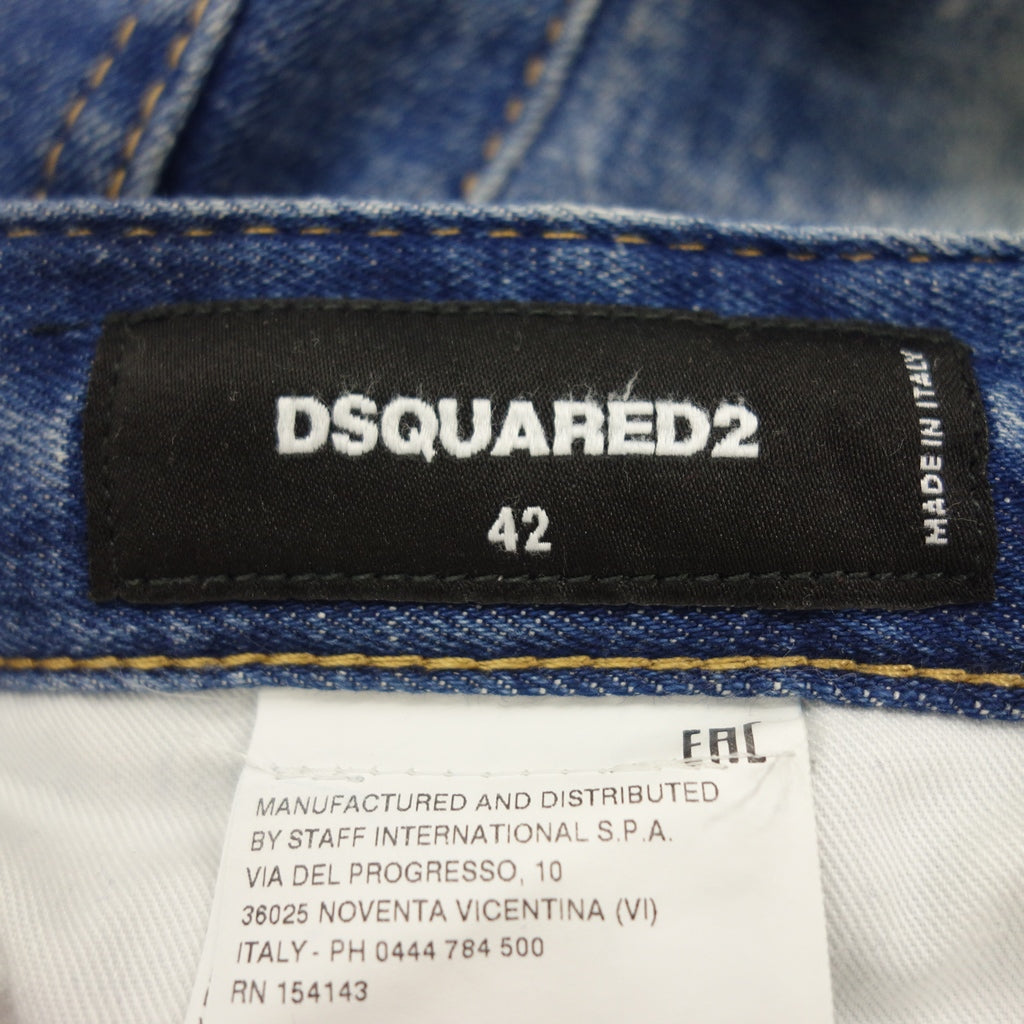 DSQUARED2
42
MADE IN ITALY
EAC
MANUFACTURED AND DISTRIBUTED
BY STAFF INTERNATIONAL S.P.A.
VIA DEL PROGRESSO, 10
36025 NOVENTA VICENTINA (VI)
ITALY - PH 0444 784 500
RN 154143